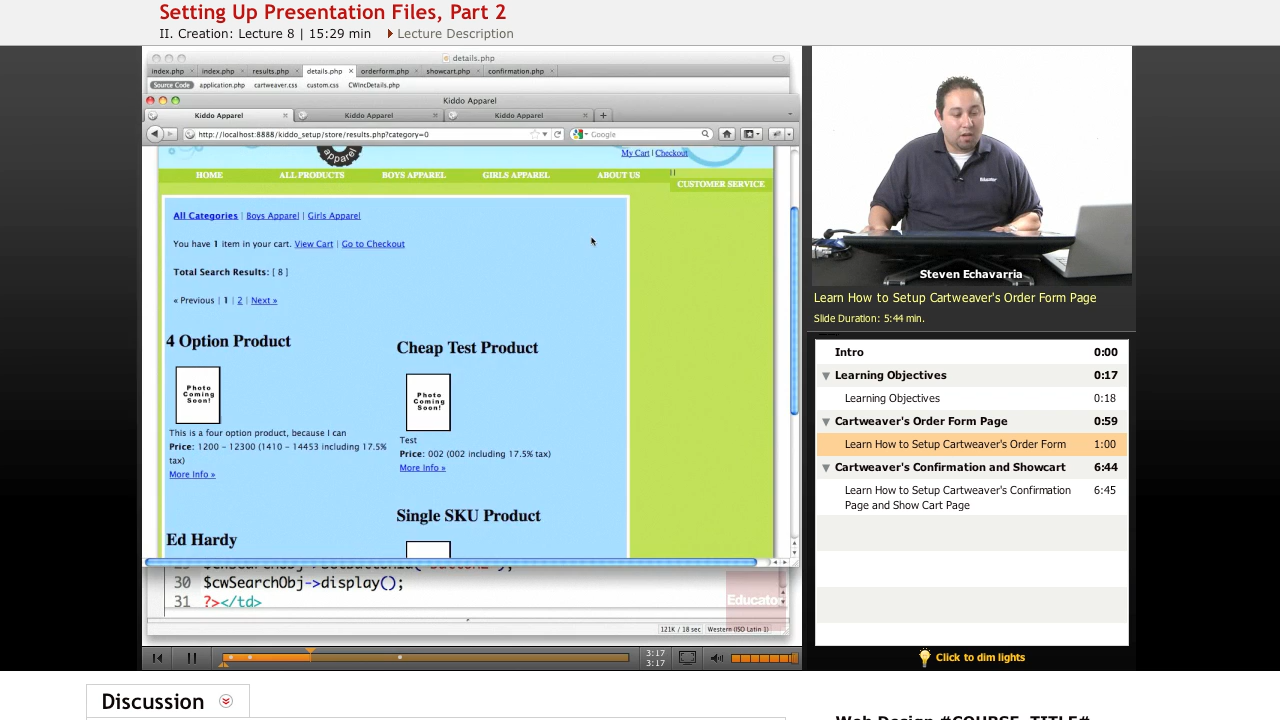 Setting Up Presentation Files, Part 2
II. Creation: Lecture 8 | 15:29 min Lecture Description
details.php
index.php index.php results.php details.php orderform.php showcart.php confirmation.php
Source Code application.php cartweaver.css custom.css CWIncDetails.php
Kiddo Apparel
Kiddo Apparel Kiddo Apparel Kiddo Apparel
http://localhost:8888/kiddo_setup/store/results.php?category=0 Google
apparel
My Cart | Checkout
HOME ALL PRODUCTS BOYS APPAREL GIRLS APPAREL ABOUT US
CUSTOMER SERVICE
All Categories | Boys Apparel | Girls Apparel
You have 1 item in your cart. View Cart | Go to Checkout
Total Search Results: [ 8 ]
« Previous | 1 | 2 | Next »
4 Option Product
Cheap Test Product
Photo Coming Soon!
Photo Coming Soon!
This is a four option product, because I can
Price: 1200 – 12300 (1410 – 14453 including 17.5% tax)
More Info »
Test
Price: 002 (002 including 17.5% tax)
More Info »
Single SKU Product
Ed Hardy
30 $cwSearchObj->display();
31 ?></td>
Educator
121K / 18 sec Western (ISO Latin 1)
3:17
3:17
Steven Echavarria
Learn How to Setup Cartweaver's Order Form Page
Slide Duration: 5:44 min.
Intro 0:00
Learning Objectives 0:17
Learning Objectives 0:18
Cartweaver's Order Form Page 0:59
Learn How to Setup Cartweaver's Order Form 1:00
Cartweaver's Confirmation and Showcart 6:44
Learn How to Setup Cartweaver's Confirmation 6:45
Page and Show Cart Page
Click to dim lights
Discussion
Web Design #COURSE_TITLE#